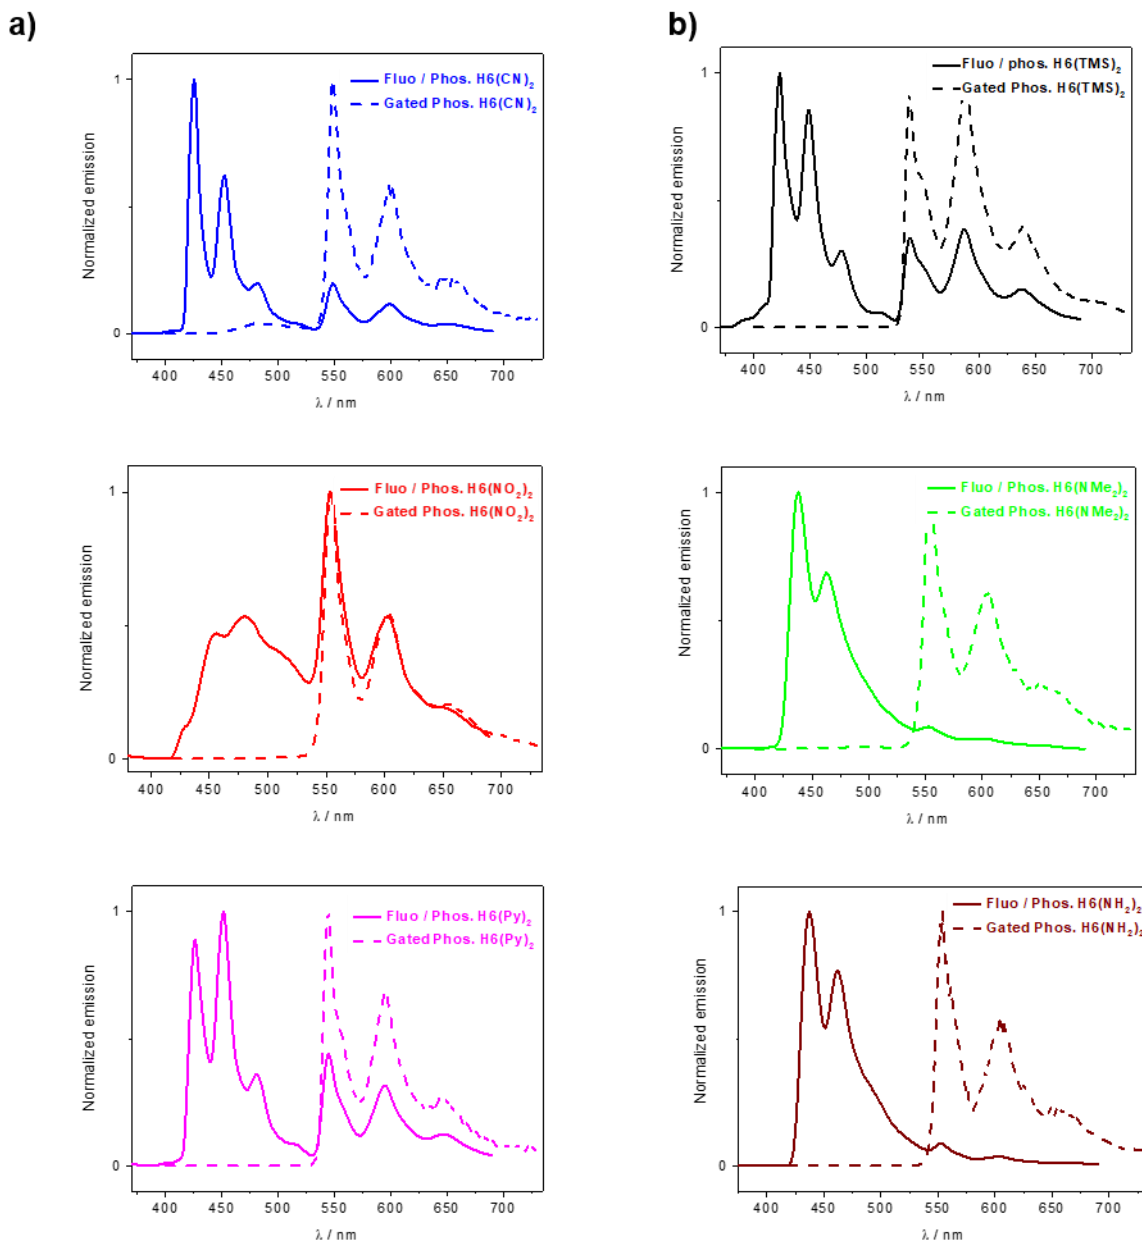 a)
Fluo / Phos. H6(CN)₂
Gated Phos. H6(CN)₂
1
0
Normalized emission
400 450 500 550 600 650 700
λ / nm
b)
Fluo / phos. H6(TMS)₂
Gated Phos. H6(TMS)₂
1
0
Normalized emission
400 450 500 550 600 650 700
λ / nm
Fluo / Phos. H6(NO₂)₂
Gated Phos. H6(NO₂)₂
1
0
Normalized emission
400 450 500 550 600 650 700
λ / nm
Fluo / Phos. H6(NMe₂)₂
Gated Phos. H6(NMe₂)₂
1
0
Normalized emission
400 450 500 550 600 650 700
λ / nm
Fluo / Phos. H6(Py)₂
Gated Phos. H6(Py)₂
1
0
Normalized emission
400 450 500 550 600 650 700
λ / nm
Fluo / Phos. H6(NH₂)₂
Gated Phos. H6(NH₂)₂
1
0
Normalized emission
400 450 500 550 600 650 700
λ / nm